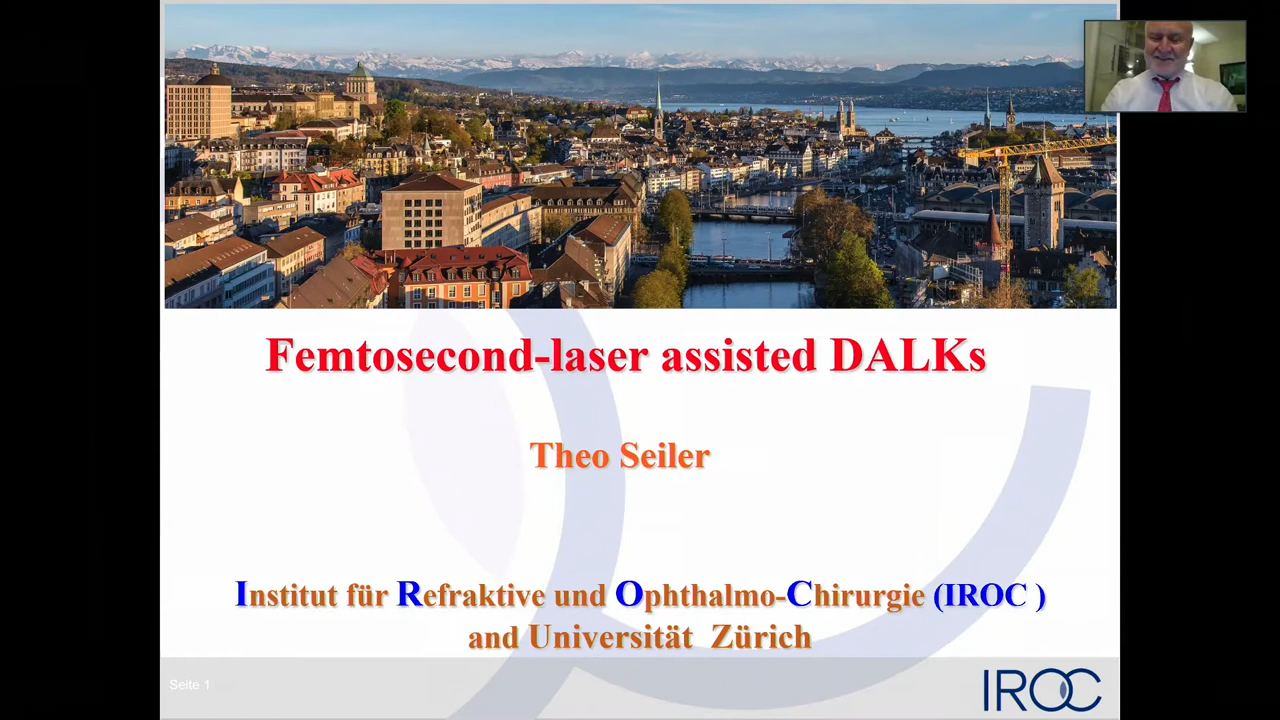 Femtosecond-laser assisted DALKs
Theo Seiler
Institut für Refraktive und Ophthalmo-Chirurgie (IROC )
and Universität Zürich
Seite 1
IROC